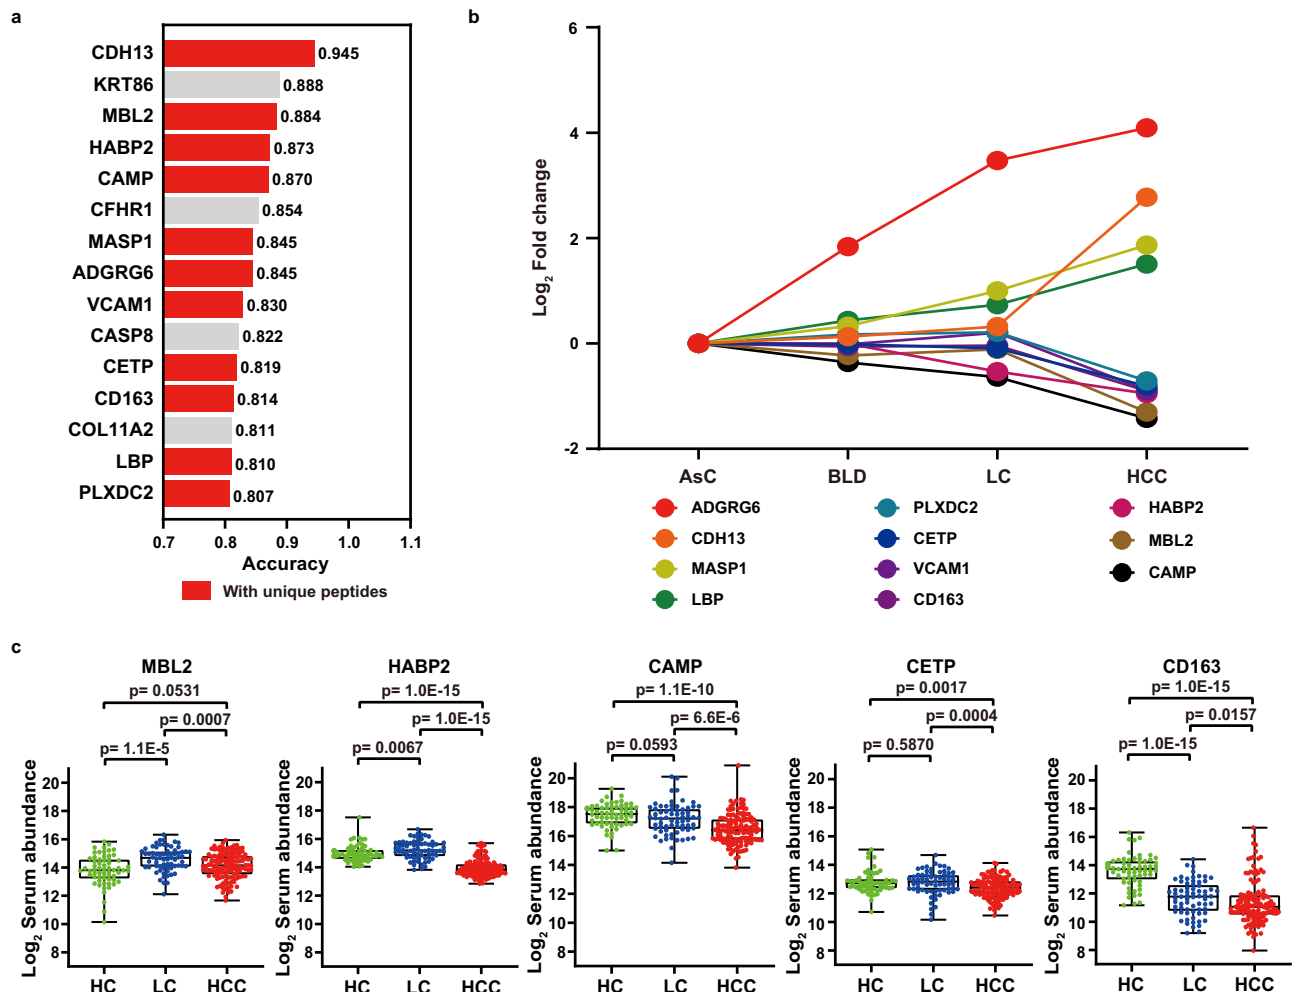 a
CDH13 0.945
KRT86 0.888
MBL2 0.884
HABP2 0.873
CAMP 0.870
CFHR1 0.854
MASP1 0.845
ADGRG6 0.845
VCAM1 0.830
CASP8 0.822
CETP 0.819
CD163 0.814
COL11A2 0.811
LBP 0.810
PLXDC2 0.807
0.7 0.8 0.9 1.0 1.1
Accuracy
With unique peptides
b
Log2 Fold change
6
4
2
0
-2
AsC BLD LC HCC
ADGRG6 PLXDC2 HABP2
CDH13 CETP MBL2
MASP1 VCAM1 CAMP
LBP CD163
c
MBL2
p= 0.0531
p= 0.0007
p= 1.1E-5
Log2 Serum abundance
20
18
16
14
12
10
8
HC LC HCC
HABP2
p= 1.0E-15
p= 1.0E-15
p= 0.0067
Log2 Serum abundance
20
18
16
14
12
10
8
HC LC HCC
CAMP
p= 1.1E-10
p= 6.6E-6
p= 0.0593
Log2 Serum abundance
20
18
16
14
12
10
8
HC LC HCC
CETP
p= 0.0017
p= 0.0004
p= 0.5870
Log2 Serum abundance
20
18
16
14
12
10
8
HC LC HCC
CD163
p= 1.0E-15
p= 0.0157
p= 1.0E-15
Log2 Serum abundance
20
18
16
14
12
10
8
HC LC HCC